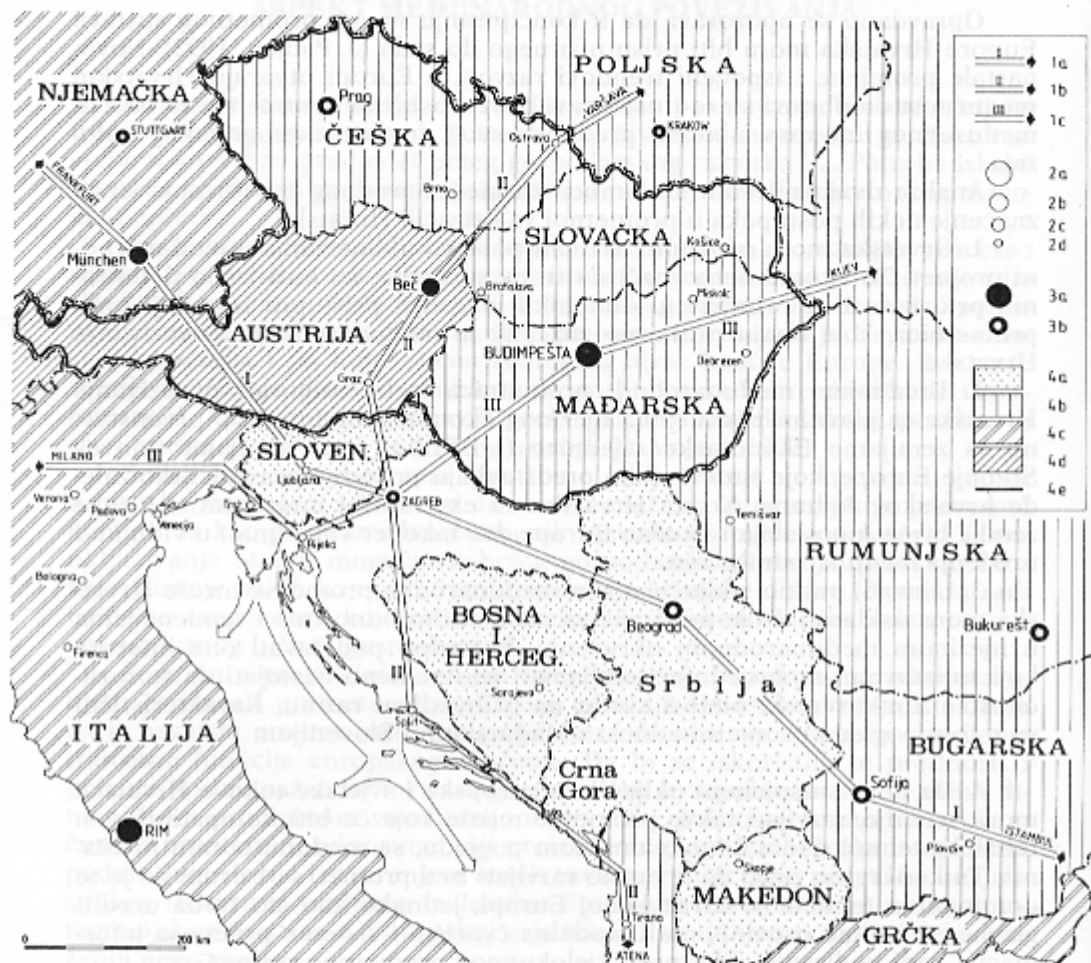 POLJSKA
NJEMAČKA
STUTTGART
Prag
ČEŠKA
VARŠAVA
Ostrava
KRAKOW
FRANKFURT
Brno
II
SLOVAČKA
Košice
München
Beč
Bratislava
Miskolc
KIJEV
AUSTRIJA
II
BUDIMPEŠTA
III
Debrecen
Graz
I
III
MAĐARSKA
SLOVEN.
MILANO
III
Ljubljana
Verona
Padova
Venecija
Trst
ZAGREB
Temišvar
Rijeka
I
RUMUNJSKA
Bologna
BOSNA
I
HERCEG.
Beograd
Bukurešt
Firenca
II
Sarajevo
Srbija
ITALIJA
Split
BUGARSKA
Crna
Gora
Sofija
I
ISTANBUL
RIM
Plovdiv
Skopje
MAKEDON.
II
Tirana
GRČKA
ATENA
0
200 km
I
1a
II
1b
III
1c
2a
2b
2c
2d
3a
3b
4a
4b
4c
4d
4e